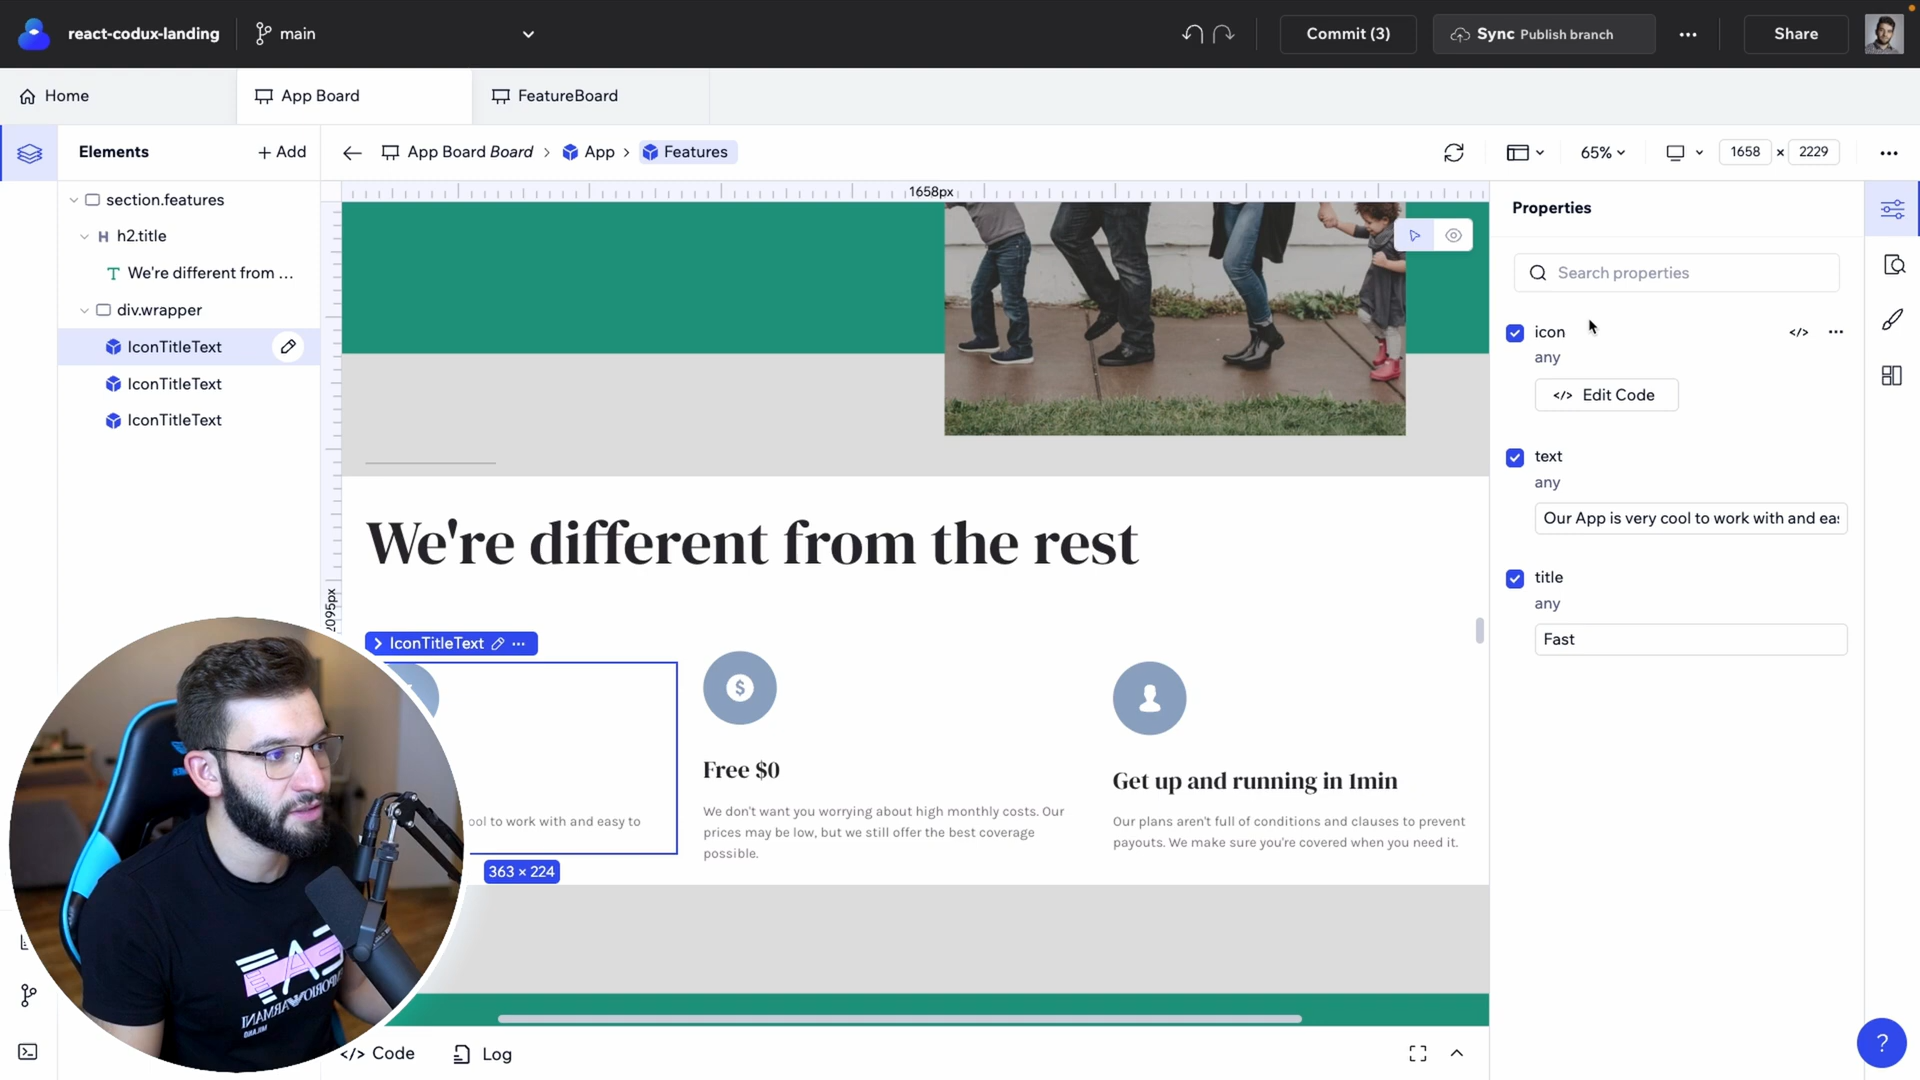 react-codux-landing
main
Commit (3)
Sync Publish branch
Share
Home
App Board
FeatureBoard
Elements
+ Add
App Board Board
App
Features
65%
1658 × 2229
section.features
h2.title
We're different from ...
div.wrapper
IconTitleText
IconTitleText
IconTitleText
1658px
2095px
We're different from the rest
IconTitleText
ool to work with and easy to
363 × 224
Free $0
We don't want you worrying about high monthly costs. Our
prices may be low, but we still offer the best coverage
possible.
Get up and running in 1min
Our plans aren't full of conditions and clauses to prevent
payouts. We make sure you're covered when you need it.
Properties
Search properties
icon
any
</> Edit Code
text
any
Our App is very cool to work with and eas
title
any
Fast
</> Code
Log
?